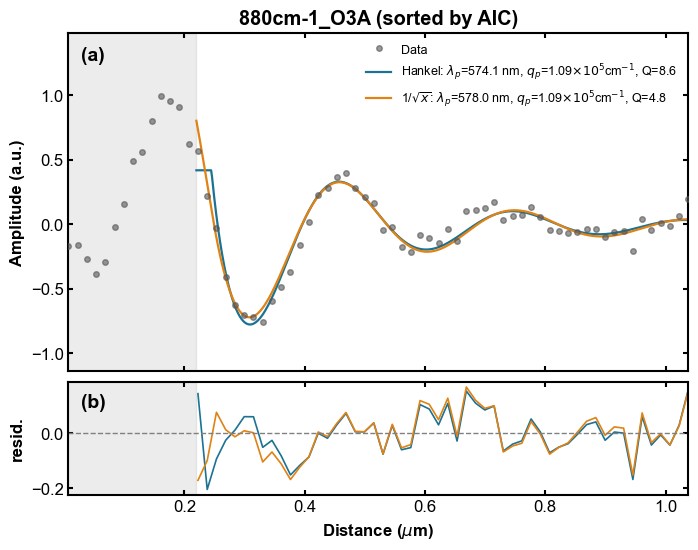 880cm-1_O3A (sorted by AIC)
(a)
Data
Hankel: λp=574.1 nm, qp=1.09×10⁵cm⁻¹, Q=8.6
1/√x: λp=578.0 nm, qp=1.09×10⁵cm⁻¹, Q=4.8
Amplitude (a.u.)
1.0
0.5
0.0
−0.5
−1.0
(b)
resid.
0.0
−0.2
0.2
0.4
0.6
0.8
1.0
Distance (μm)